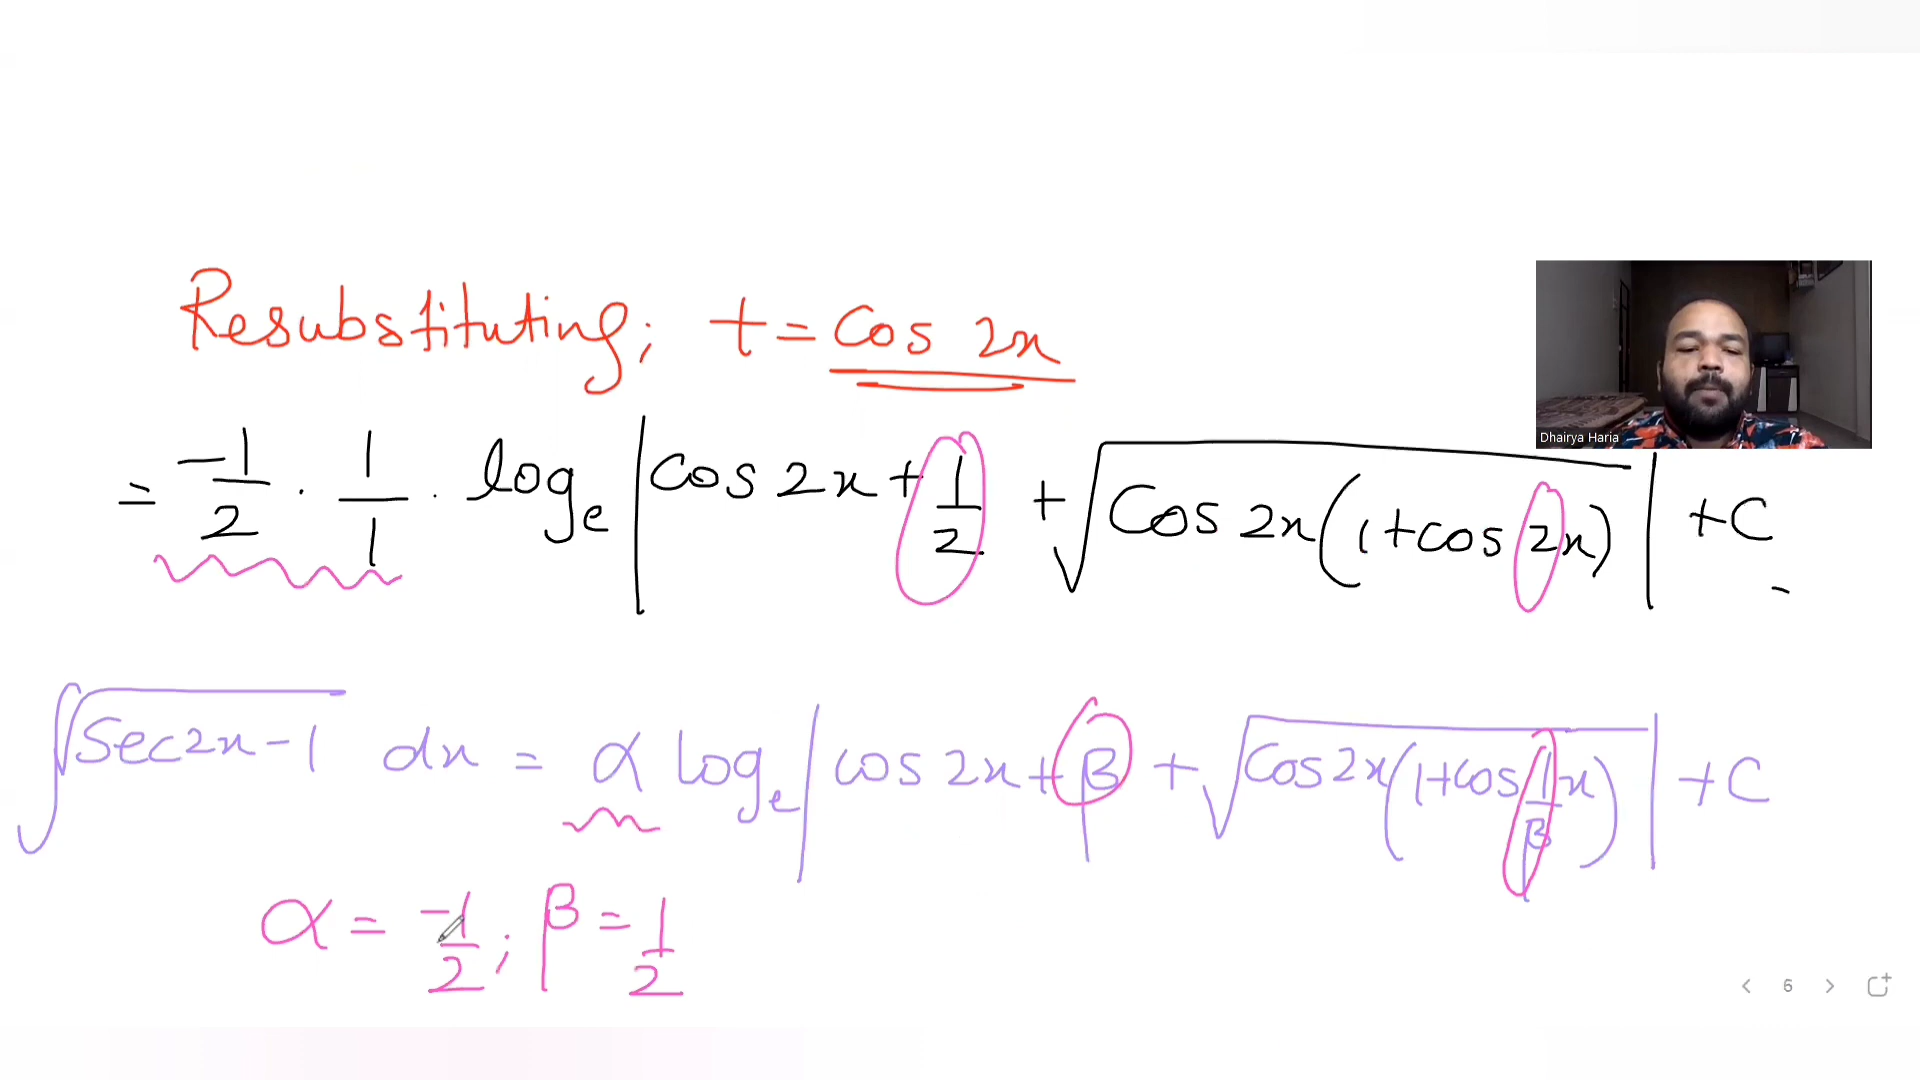 Resubstituting; t = cos 2x
Dhairya Haria
= -1/2 · 1/1 · logₑ |cos 2x + 1/2 + √(Cos 2x (1 + cos 2x))| + C
∫√(Sec2x - 1) dx = α logₑ |cos 2x + β + √(Cos 2x (1 + cos 1/β x))| + C
α = -1/2 ; β = 1/2
6